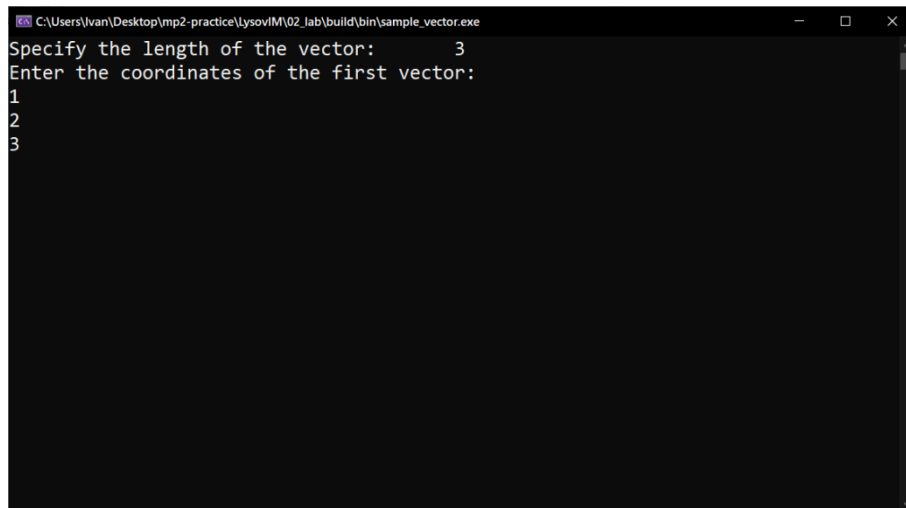 C:\Users\Ivan\Desktop\mp2-practice\LysovIM\02_lab\build\bin\sample_vector.exe
Specify the length of the vector:       3
Enter the coordinates of the first vector:
1
2
3